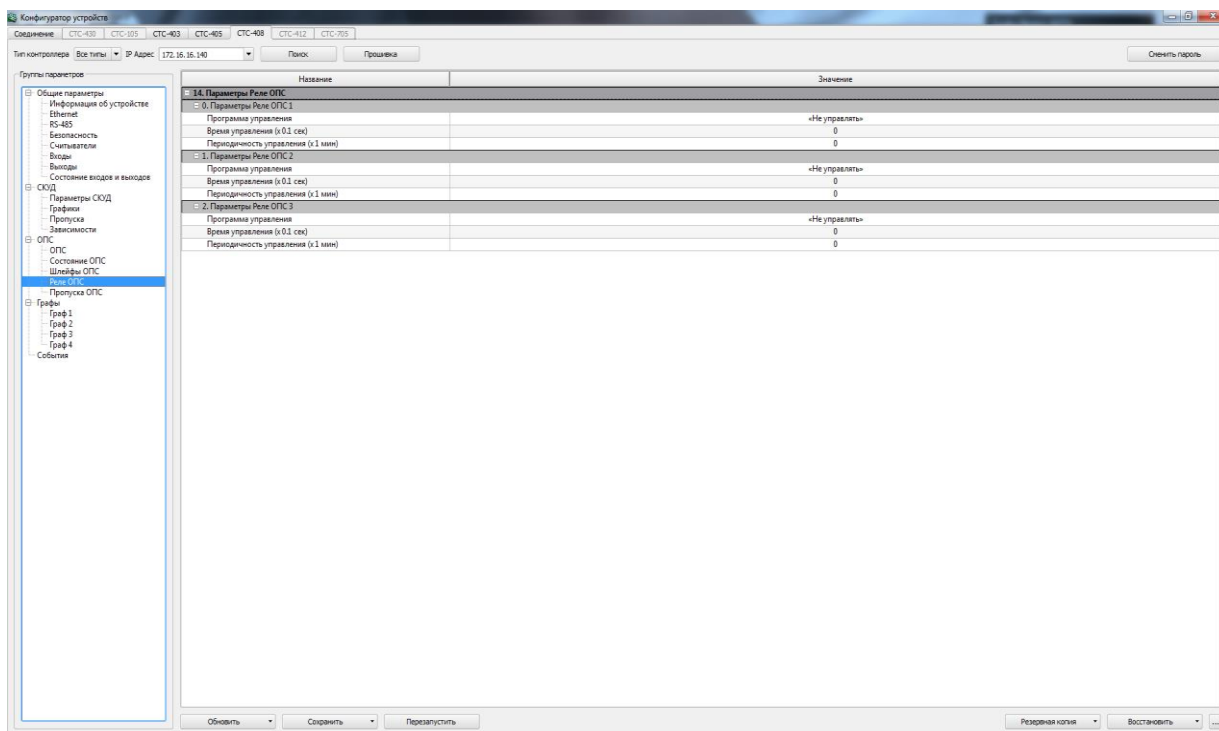 Конфигуратор устройств
Соединение СТС-430 СТС-105 СТС-403 СТС-405 СТС-408 СТС-412 СТС-705
Тип контроллера Все типы IP Адрес 172.16.16.140 Поиск Прошивка Сменить пароль
Группы параметров
Общие параметры
Информация об устройстве
Ethernet
RS-485
Безопасность
Считыватели
Входы
Выходы
Состояние входов и выходов
СКУД
Параметры СКУД
Графики
Пропуска
Зависимости
ОПС
ОПС
Состояние ОПС
Шлейфы ОПС
Реле ОПС
Пропуска ОПС
Графы
Граф 1
Граф 2
Граф 3
Граф 4
События
Название Значение
14. Параметры Реле ОПС
0. Параметры Реле ОПС 1
Программа управления «Не управлять»
Время управления (x 0.1 сек) 0
Периодичность управления (x 1 мин) 0
1. Параметры Реле ОПС 2
Программа управления «Не управлять»
Время управления (x 0.1 сек) 0
Периодичность управления (x 1 мин) 0
2. Параметры Реле ОПС 3
Программа управления «Не управлять»
Время управления (x 0.1 сек) 0
Периодичность управления (x 1 мин) 0
Обновить Сохранить Перезапустить Резервная копия Восстановить ...